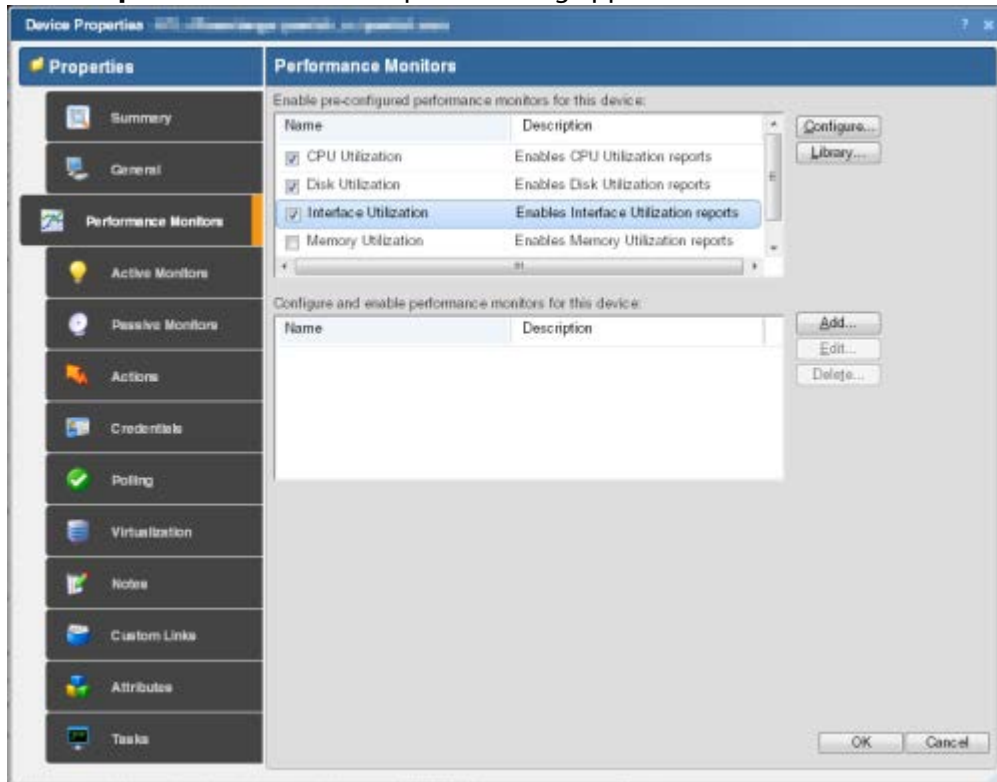 Device Properties
? x
Properties
Summary
General
Performance Monitors
Active Monitors
Passive Monitors
Actions
Credentials
Polling
Virtualization
Notes
Custom Links
Attributes
Tasks
Performance Monitors
Enable pre-configured performance monitors for this device:
Name Description
CPU Utilization Enables CPU Utilization reports
Disk Utilization Enables Disk Utilization reports
Interface Utilization Enables Interface Utilization reports
Memory Utilization Enables Memory Utilization reports
Configure...
Library...
Configure and enable performance monitors for this device:
Name Description
Add...
Edit...
Delete...
OK Cancel